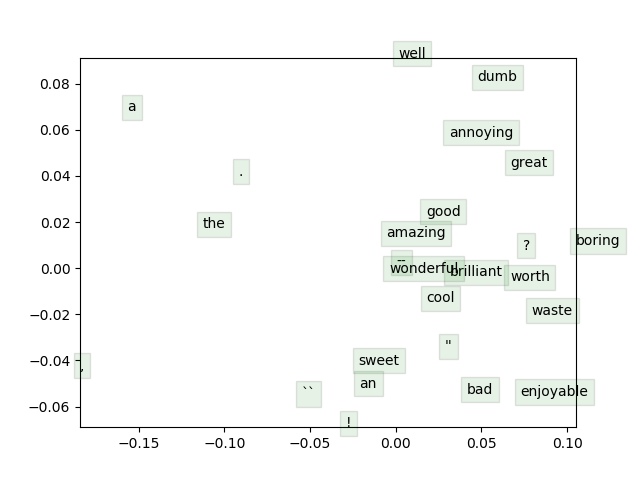 well
0.08
dumb
a
0.06
annoying
great
0.04
.
good
0.02
the
amazing
?
boring
0.00
--
wonderful
brilliant
worth
cool
−0.02
waste
"
−0.04
,
sweet
an
``
bad
enjoyable
−0.06
!
−0.15
−0.10
−0.05
0.00
0.05
0.10